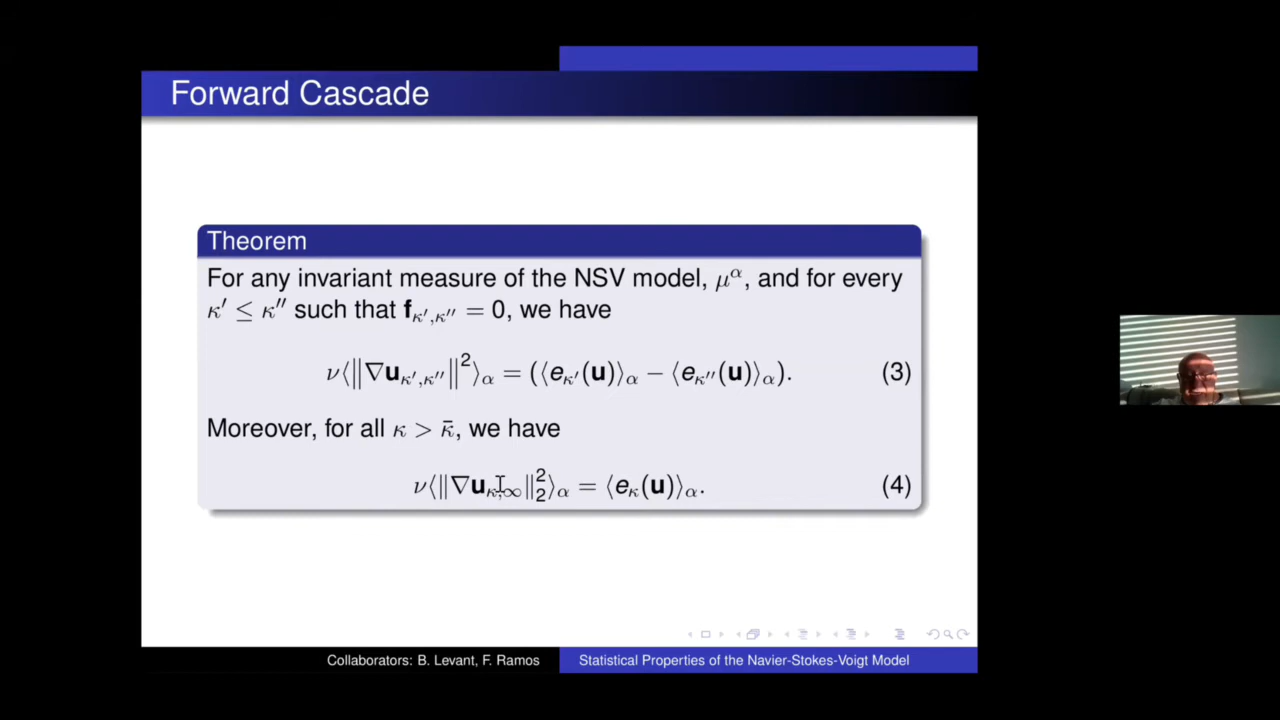 Forward Cascade
Theorem
For any invariant measure of the NSV model, μ^α, and for every
κ′ ≤ κ′′ such that f_{κ′,κ′′} = 0, we have
ν⟨‖∇u_{κ′,κ′′}‖²⟩_α = (⟨e_{κ′}(u)⟩_α − ⟨e_{κ′′}(u)⟩_α). (3)
Moreover, for all κ > κ̄, we have
ν⟨‖∇u_{κ,∞}‖₂²⟩_α = ⟨e_κ(u)⟩_α. (4)
Collaborators: B. Levant, F. Ramos
Statistical Properties of the Navier-Stokes-Voigt Model